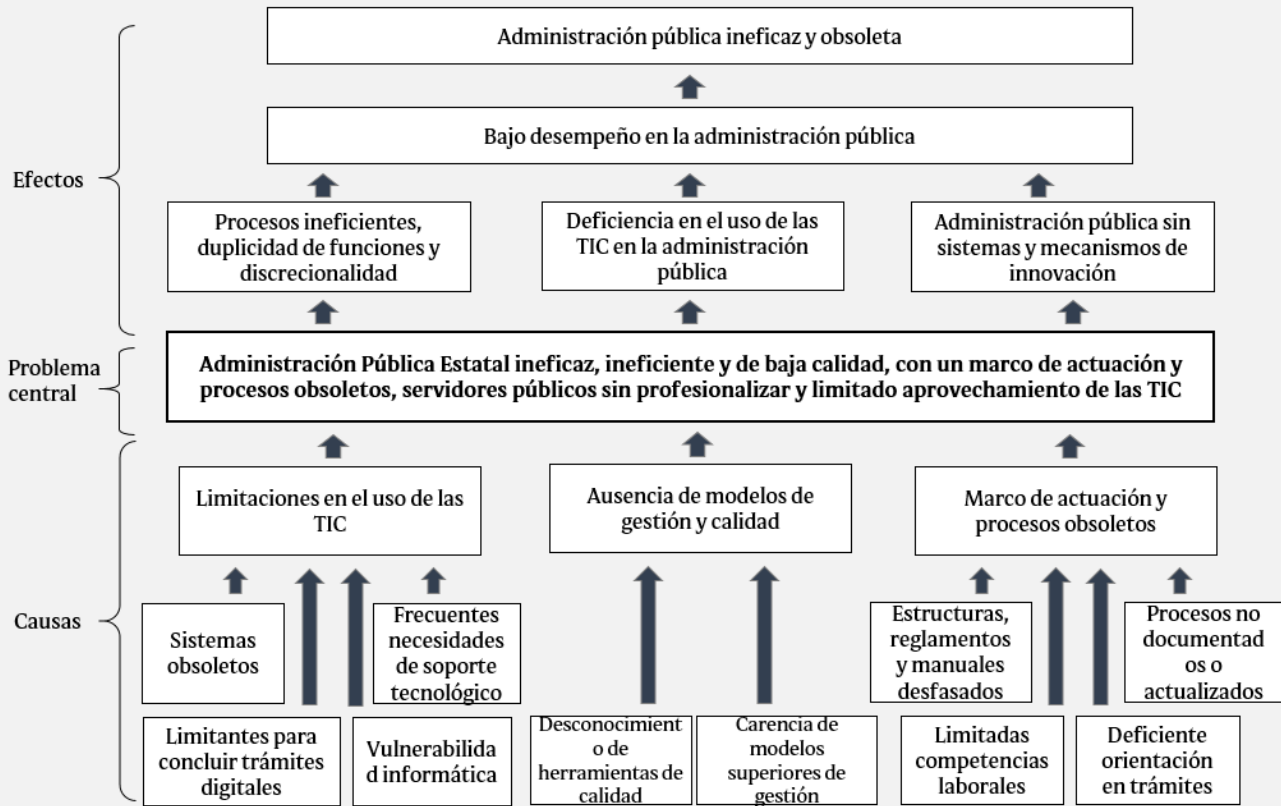 Administración pública ineficaz y obsoleta
Bajo desempeño en la administración pública
Efectos
Procesos ineficientes,
duplicidad de funciones y
discrecionalidad
Deficiencia en el uso de las
TIC en la administración
pública
Administración pública sin
sistemas y mecanismos de
innovación
Problema
central
Administración Pública Estatal ineficaz, ineficiente y de baja calidad, con un marco de actuación y
procesos obsoletos, servidores públicos sin profesionalizar y limitado aprovechamiento de las TIC
Limitaciones en el uso de las
TIC
Ausencia de modelos de
gestión y calidad
Marco de actuación y
procesos obsoletos
Causas
Sistemas
obsoletos
Frecuentes
necesidades
de soporte
tecnológico
Estructuras,
reglamentos
y manuales
desfasados
Procesos no
documentad
os o
actualizados
Limitantes para
concluir trámites
digitales
Vulnerabilida
d informática
Desconocimient
o de
herramientas de
calidad
Carencia de
modelos
superiores de
gestión
Limitadas
competencias
laborales
Deficiente
orientación
en trámites